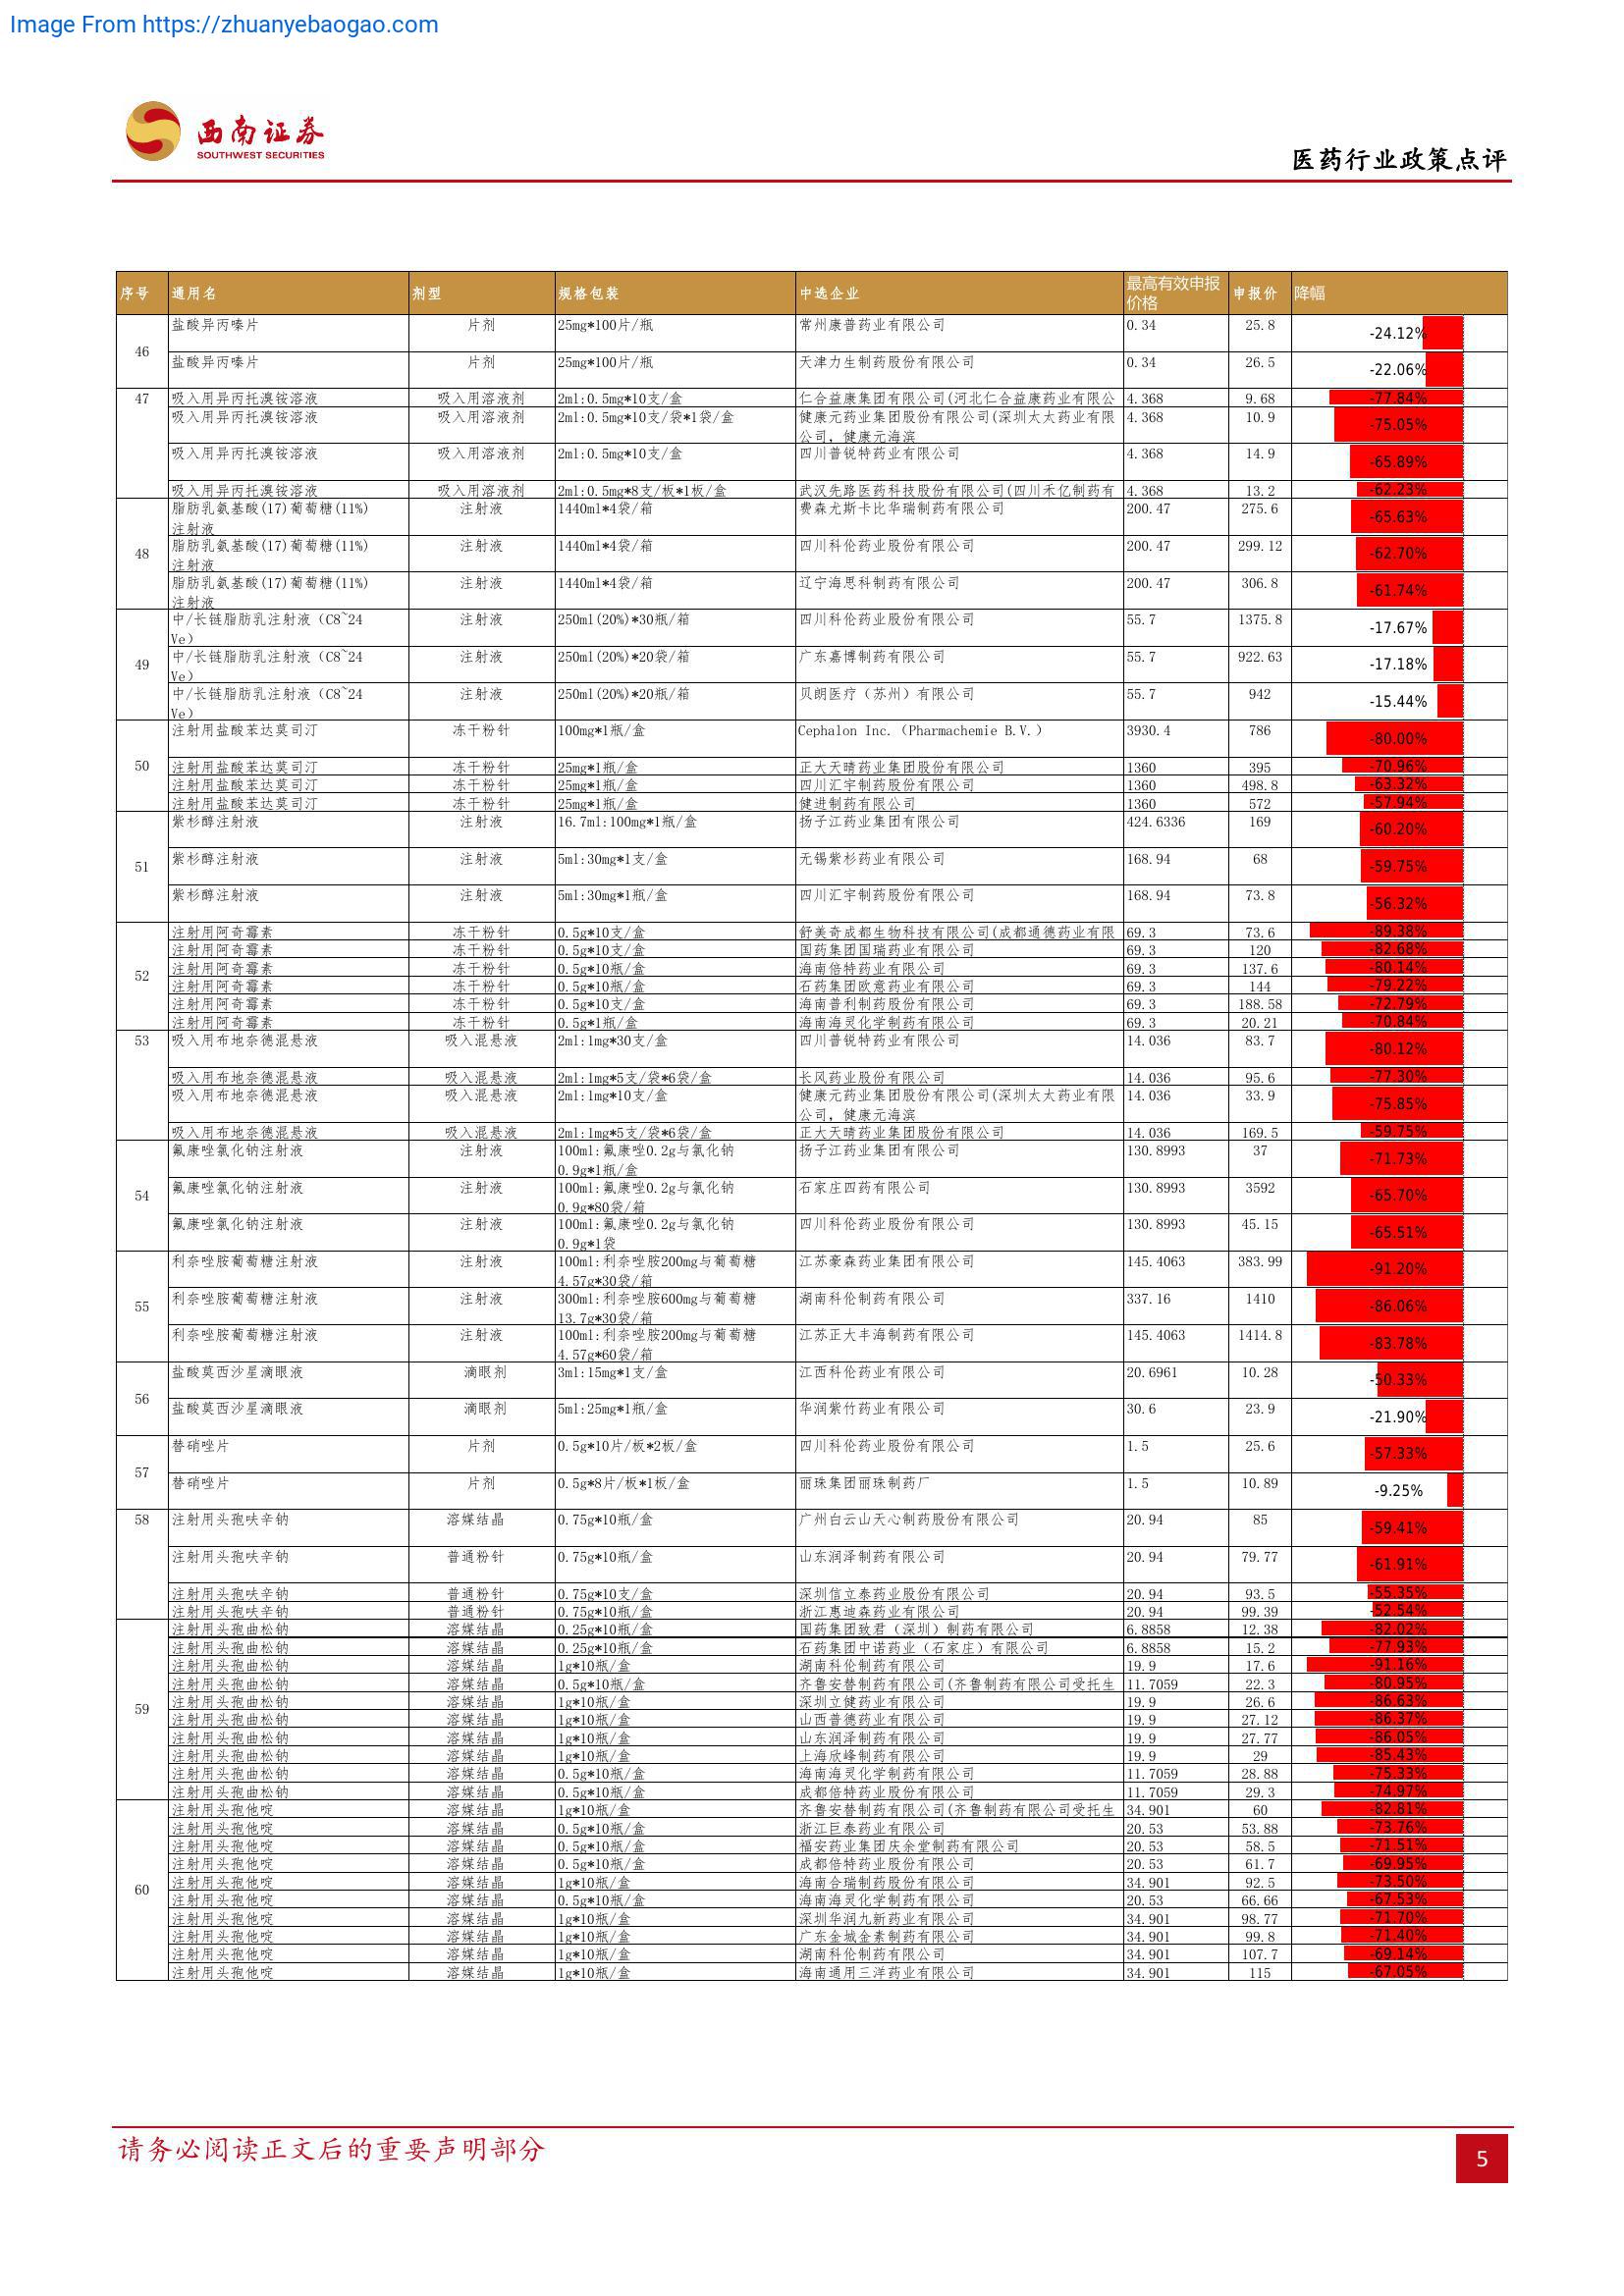 Image From https://zhuanyebaogao.com
西南证券
SOUTHWEST SECURITIES
医药行业政策点评
序号 通用名 剂型 规格包装 中选企业 最高有效申报价格 申报价 降幅
46 盐酸异丙嗪片 片剂 25mg*100片/瓶 常州康普药业有限公司 0.34 25.8 -24.12%
盐酸异丙嗪片 片剂 25mg*100片/瓶 天津力生制药股份有限公司 0.34 26.5 -22.06%
47 吸入用异丙托溴铵溶液 吸入用溶液剂 2ml:0.5mg*10支/盒 仁合益康集团有限公司(河北仁合益康药业有限公 4.368 9.68 -77.84%
吸入用异丙托溴铵溶液 吸入用溶液剂 2ml:0.5mg*10支/袋*1袋/盒 健康元药业集团股份有限公司(深圳太太药业有限公司，健康元海滨 4.368 10.9 -75.05%
吸入用异丙托溴铵溶液 吸入用溶液剂 2ml:0.5mg*10支/盒 四川普锐特药业有限公司 4.368 14.9 -65.89%
吸入用异丙托溴铵溶液 吸入用溶液剂 2ml:0.5mg*8支/板*1板/盒 武汉先路医药科技股份有限公司(四川禾亿制药有 4.368 13.2 -62.23%
48 脂肪乳氨基酸(17)葡萄糖(11%)注射液 注射液 1440ml*4袋/箱 费森尤斯卡比华瑞制药有限公司 200.47 275.6 -65.63%
脂肪乳氨基酸(17)葡萄糖(11%)注射液 注射液 1440ml*4袋/箱 四川科伦药业股份有限公司 200.47 299.12 -62.70%
脂肪乳氨基酸(17)葡萄糖(11%)注射液 注射液 1440ml*4袋/箱 辽宁海思科制药有限公司 200.47 306.8 -61.74%
49 中/长链脂肪乳注射液（C8~24Ve） 注射液 250ml(20%)*30瓶/箱 四川科伦药业股份有限公司 55.7 1375.8 -17.67%
中/长链脂肪乳注射液（C8~24Ve） 注射液 250ml(20%)*20袋/箱 广东嘉博制药有限公司 55.7 922.63 -17.18%
中/长链脂肪乳注射液（C8~24Ve） 注射液 250ml(20%)*20瓶/箱 贝朗医疗（苏州）有限公司 55.7 942 -15.44%
50 注射用盐酸苯达莫司汀 冻干粉针 100mg*1瓶/盒 Cephalon Inc.（Pharmachemie B.V.） 3930.4 786 -80.00%
注射用盐酸苯达莫司汀 冻干粉针 25mg*1瓶/盒 正大天晴药业集团股份有限公司 1360 395 -70.96%
注射用盐酸苯达莫司汀 冻干粉针 25mg*1瓶/盒 四川汇宇制药股份有限公司 1360 498.8 -63.32%
注射用盐酸苯达莫司汀 冻干粉针 25mg*1瓶/盒 健进制药有限公司 1360 572 -57.94%
51 紫杉醇注射液 注射液 16.7ml:100mg*1瓶/盒 扬子江药业集团有限公司 424.6336 169 -60.20%
紫杉醇注射液 注射液 5ml:30mg*1支/盒 无锡紫杉药业有限公司 168.94 68 -59.75%
紫杉醇注射液 注射液 5ml:30mg*1瓶/盒 四川汇宇制药股份有限公司 168.94 73.8 -56.32%
52 注射用阿奇霉素 冻干粉针 0.5g*10支/盒 舒美奇成都生物科技有限公司(成都通德药业有限 69.3 73.6 -89.38%
注射用阿奇霉素 冻干粉针 0.5g*10支/盒 国药集团国瑞药业有限公司 69.3 120 -82.68%
注射用阿奇霉素 冻干粉针 0.5g*10瓶/盒 海南倍特药业有限公司 69.3 137.6 -80.14%
注射用阿奇霉素 冻干粉针 0.5g*10瓶/盒 石药集团欧意药业有限公司 69.3 144 -79.22%
注射用阿奇霉素 冻干粉针 0.5g*10支/盒 海南普利制药股份有限公司 69.3 188.58 -72.79%
注射用阿奇霉素 冻干粉针 0.5g*1瓶/盒 海南海灵化学制药有限公司 69.3 20.21 -70.84%
53 吸入用布地奈德混悬液 吸入混悬液 2ml:1mg*30支/盒 四川普锐特药业有限公司 14.036 83.7 -80.12%
吸入用布地奈德混悬液 吸入混悬液 2ml:1mg*5支/袋*6袋/盒 长风药业股份有限公司 14.036 95.6 -77.30%
吸入用布地奈德混悬液 吸入混悬液 2ml:1mg*10支/盒 健康元药业集团股份有限公司(深圳太太药业有限公司，健康元海滨 14.036 33.9 -75.85%
吸入用布地奈德混悬液 吸入混悬液 2ml:1mg*5支/袋*6袋/盒 正大天晴药业集团股份有限公司 14.036 169.5 -59.75%
54 氟康唑氯化钠注射液 注射液 100ml:氟康唑0.2g与氯化钠0.9g*1瓶/盒 扬子江药业集团有限公司 130.8993 37 -71.73%
氟康唑氯化钠注射液 注射液 100ml:氟康唑0.2g与氯化钠0.9g*80袋/箱 石家庄四药有限公司 130.8993 3592 -65.70%
氟康唑氯化钠注射液 注射液 100ml:氟康唑0.2g与氯化钠0.9g*1袋 四川科伦药业股份有限公司 130.8993 45.15 -65.51%
55 利奈唑胺葡萄糖注射液 注射液 100ml:利奈唑胺200mg与葡萄糖4.57g*30袋/箱 江苏豪森药业集团有限公司 145.4063 383.99 -91.20%
利奈唑胺葡萄糖注射液 注射液 300ml:利奈唑胺600mg与葡萄糖13.7g*30袋/箱 湖南科伦制药有限公司 337.16 1410 -86.06%
利奈唑胺葡萄糖注射液 注射液 100ml:利奈唑胺200mg与葡萄糖4.57g*60袋/箱 江苏正大丰海制药有限公司 145.4063 1414.8 -83.78%
56 盐酸莫西沙星滴眼液 滴眼剂 3ml:15mg*1支/盒 江西科伦药业有限公司 20.6961 10.28 -50.33%
盐酸莫西沙星滴眼液 滴眼剂 5ml:25mg*1瓶/盒 华润紫竹药业有限公司 30.6 23.9 -21.90%
57 替硝唑片 片剂 0.5g*10片/板*2板/盒 四川科伦药业股份有限公司 1.5 25.6 -57.33%
替硝唑片 片剂 0.5g*8片/板*1板/盒 丽珠集团丽珠制药厂 1.5 10.89 -9.25%
58 注射用头孢呋辛钠 溶媒结晶 0.75g*10瓶/盒 广州白云山天心制药股份有限公司 20.94 85 -59.41%
注射用头孢呋辛钠 普通粉针 0.75g*10瓶/盒 山东润泽制药有限公司 20.94 79.77 -61.91%
注射用头孢呋辛钠 普通粉针 0.75g*10支/盒 深圳信立泰药业股份有限公司 20.94 93.5 -55.35%
注射用头孢呋辛钠 普通粉针 0.75g*10瓶/盒 浙江惠迪森药业有限公司 20.94 99.39 -52.54%
59 注射用头孢曲松钠 溶媒结晶 0.25g*10瓶/盒 国药集团致君（深圳）制药有限公司 6.8858 12.38 -82.02%
注射用头孢曲松钠 溶媒结晶 0.25g*10瓶/盒 石药集团中诺药业（石家庄）有限公司 6.8858 15.2 -77.93%
注射用头孢曲松钠 溶媒结晶 1g*10瓶/盒 湖南科伦制药有限公司 19.9 17.6 -91.16%
注射用头孢曲松钠 溶媒结晶 0.5g*10瓶/盒 齐鲁安替制药有限公司(齐鲁制药有限公司受托生 11.7059 22.3 -80.95%
注射用头孢曲松钠 溶媒结晶 1g*10瓶/盒 深圳立健药业有限公司 19.9 26.6 -86.63%
注射用头孢曲松钠 溶媒结晶 1g*10瓶/盒 山西普德药业有限公司 19.9 27.12 -86.37%
注射用头孢曲松钠 溶媒结晶 1g*10瓶/盒 山东润泽制药有限公司 19.9 27.77 -86.05%
注射用头孢曲松钠 溶媒结晶 1g*10瓶/盒 上海欣峰制药有限公司 19.9 29 -85.43%
注射用头孢曲松钠 溶媒结晶 0.5g*10瓶/盒 海南海灵化学制药有限公司 11.7059 28.88 -75.33%
注射用头孢曲松钠 溶媒结晶 0.5g*10瓶/盒 成都倍特药业股份有限公司 11.7059 29.3 -74.97%
60 注射用头孢他啶 溶媒结晶 1g*10瓶/盒 齐鲁安替制药有限公司(齐鲁制药有限公司受托生 34.901 60 -82.81%
注射用头孢他啶 溶媒结晶 0.5g*10瓶/盒 浙江巨泰药业有限公司 20.53 53.88 -73.76%
注射用头孢他啶 溶媒结晶 0.5g*10瓶/盒 福安药业集团庆余堂制药有限公司 20.53 58.5 -71.51%
注射用头孢他啶 溶媒结晶 0.5g*10瓶/盒 成都倍特药业股份有限公司 20.53 61.7 -69.95%
注射用头孢他啶 溶媒结晶 1g*10瓶/盒 海南合瑞制药股份有限公司 34.901 92.5 -73.50%
注射用头孢他啶 溶媒结晶 0.5g*10瓶/盒 海南海灵化学制药有限公司 20.53 66.66 -67.53%
注射用头孢他啶 溶媒结晶 1g*10瓶/盒 深圳华润九新药业有限公司 34.901 98.77 -71.70%
注射用头孢他啶 溶媒结晶 1g*10瓶/盒 广东金城金素制药有限公司 34.901 99.8 -71.40%
注射用头孢他啶 溶媒结晶 1g*10瓶/盒 湖南科伦制药有限公司 34.901 107.7 -69.14%
注射用头孢他啶 溶媒结晶 1g*10瓶/盒 海南通用三洋药业有限公司 34.901 115 -67.05%
请务必阅读正文后的重要声明部分
5